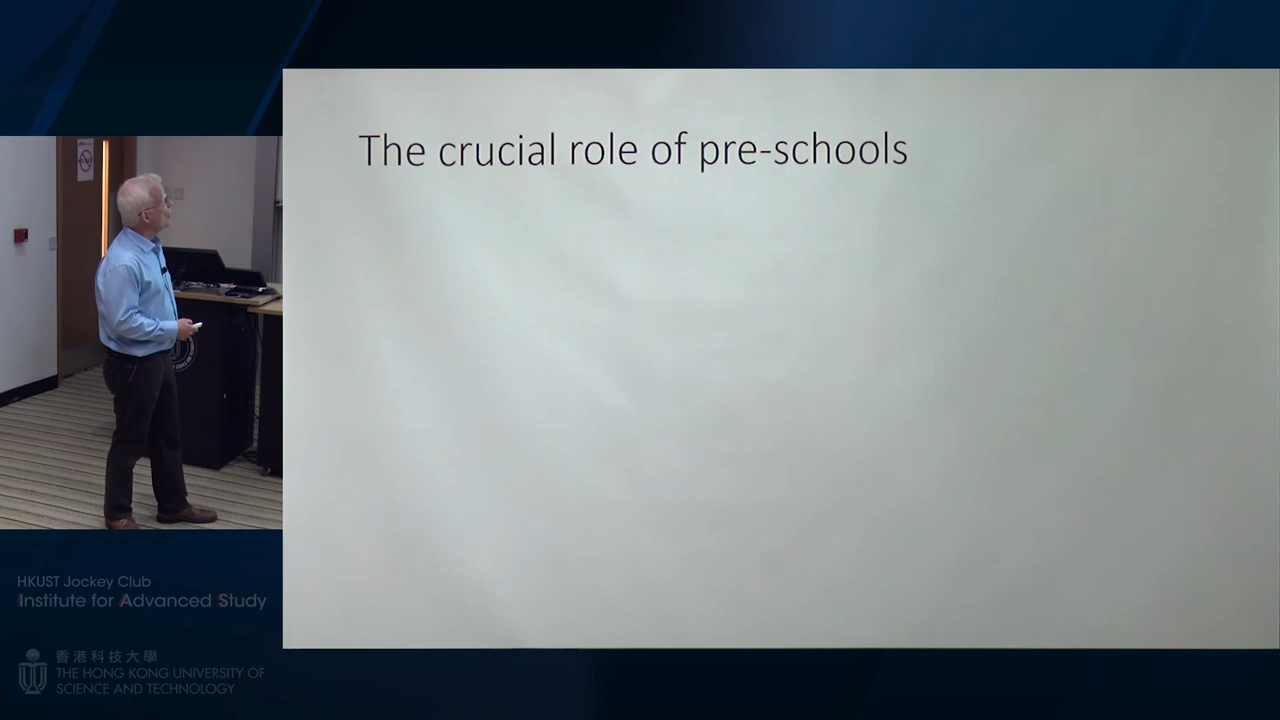 The crucial role of pre-schools
HKUST Jockey Club
Institute for Advanced Study
香港科技大學
THE HONG KONG UNIVERSITY OF
SCIENCE AND TECHNOLOGY